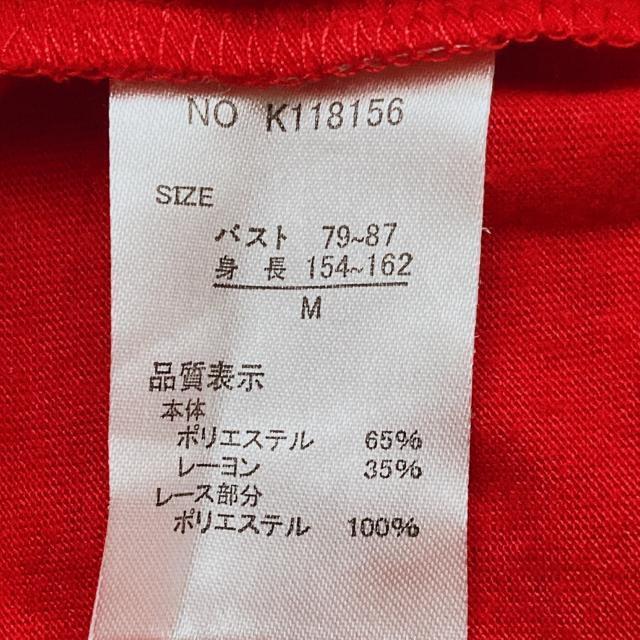 NO K118156
SIZE
バスト 79~87
身 長 154~162
M
品質表示
本体
ポリエステル 65%
レーヨン 35%
レース部分
ポリエステル 100%